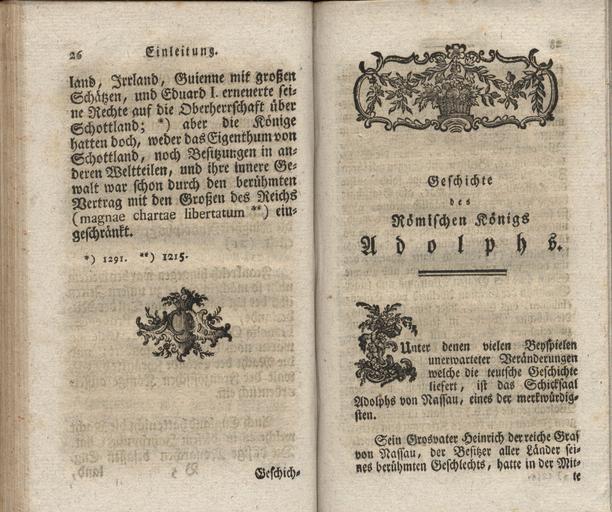 26 Einleitung.
land, Irrland, Guienne mit großen
Schätzen, und Eduard I. erneuerte sei-
ne Rechte auf die Oberherrschaft über
Schottland; *) aber die Könige
hatten doch, weder das Eigenthum von
Schottland, noch Besitzungen in an-
deren Weltteilen, und ihre innere Ge-
walt war schon durch den berühmten
Vertrag mit den Großen des Reichs
(magnae chartae libertatum **) ein-
geschränkt.
*) 1291. **) 1215.
Geschich-
Geschichte
des
Römischen Königs
Adolphs.
Unter denen vielen Beyspielen
unerwarteter Veränderungen
welche die teutsche Geschichte
liefert, ist das Schicksaal
Adolphs von Nassau, eines der merkwürdig-
sten.
Sein Grosvater Heinrich der reiche Graf
von Nassau, der Besitzer aller Länder sei-
nes berühmten Geschlechts, hatte in der Mit-
te